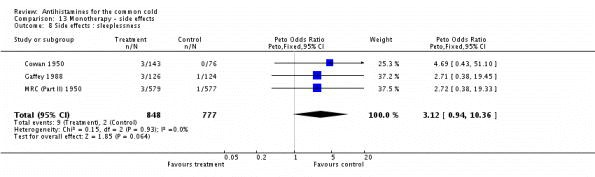 Review: Antihistamines for the common cold
Comparison: 13 Monotherapy - side effects
Outcome: 8 Side effects : sleeplessness
Study or subgroup Treatment Control Peto Odds Ratio Weight Peto Odds Ratio
n/N n/N Peto,Fixed,95% CI Peto,Fixed,95% CI
Cowan 1950 3/143 0/76 25.3 % 4.69 [ 0.43, 51.10 ]
Gaffey 1988 3/126 1/124 37.2 % 2.71 [ 0.38, 19.45 ]
MRC (Part II) 1950 3/579 1/577 37.5 % 2.72 [ 0.38, 19.33 ]
Total (95% CI) 848 777 100.0 % 3.12 [ 0.94, 10.36 ]
Total events: 9 (Treatment), 2 (Control)
Heterogeneity: Chi² = 0.15, df = 2 (P = 0.93); I² =0.0%
Test for overall effect: Z = 1.85 (P = 0.064)
0.05 0.2 1 5 20
Favours treatment Favours control